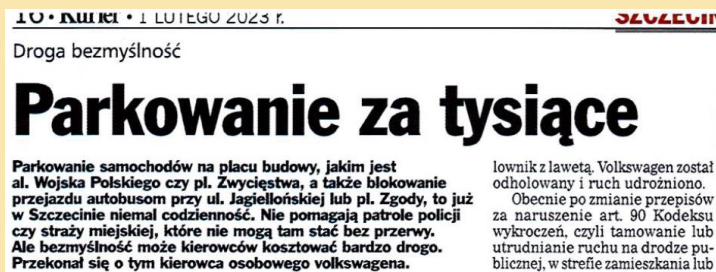 10 • Kurier • 1 LUTEGO 2023 r.
SZCZECIN
Droga bezmyślność
Parkowanie za tysiące
Parkowanie samochodów na placu budowy, jakim jest
al. Wojska Polskiego czy pl. Zwycięstwa, a także blokowanie
przejazdu autobusom przy ul. Jagiellońskiej lub pl. Zgody, to już
w Szczecinie niemal codzienność. Nie pomagają patrole policji
czy straży miejskiej, które nie mogą tam stać bez przerwy.
Ale bezmyślność może kierowców kosztować bardzo drogo.
Przekonał się o tym kierowca osobowego volkswagena.
lownik z lawetą. Volkswagen został
odholowany i ruch udrożniono.
Obecnie po zmianie przepisów
za naruszenie art. 90 Kodeksu
wykroczeń, czyli tamowanie lub
utrudnianie ruchu na drodze pu-
blicznej, w strefie zamieszkania lub